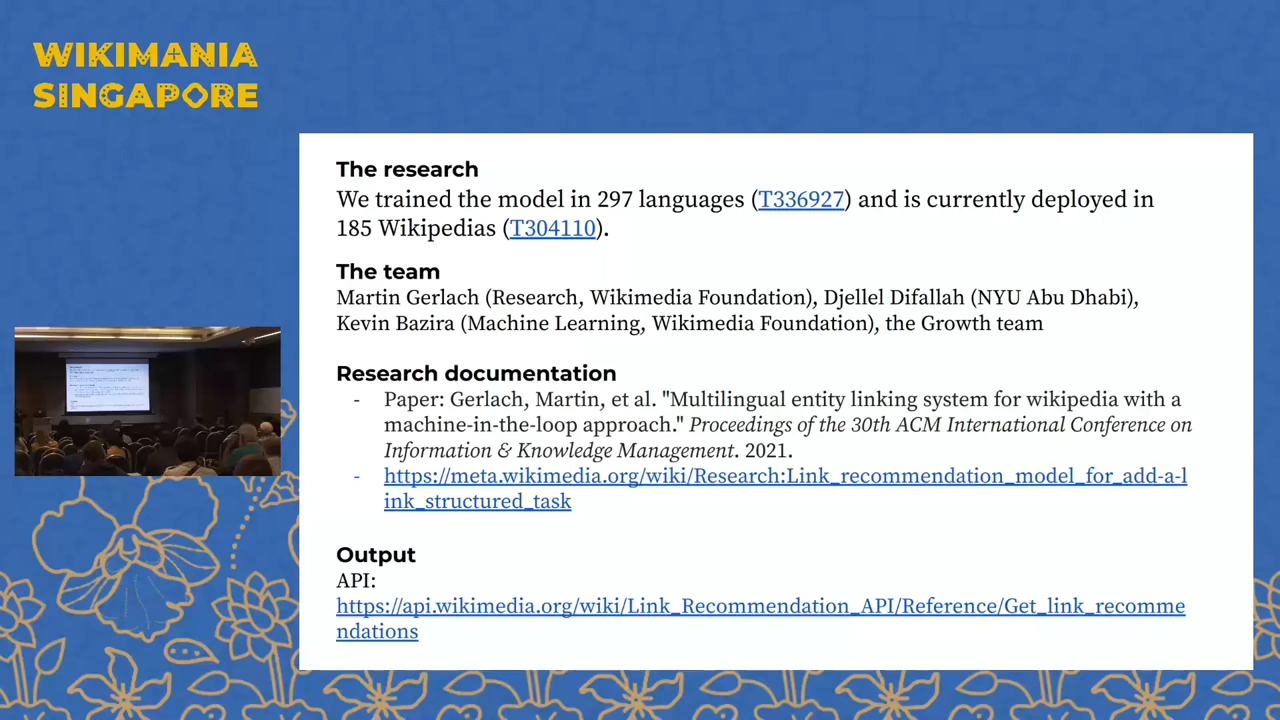 WIKIMANIA
SINGAPORE
The research
We trained the model in 297 languages (T336927) and is currently deployed in
185 Wikipedias (T304110).
The team
Martin Gerlach (Research, Wikimedia Foundation), Djellel Difallah (NYU Abu Dhabi),
Kevin Bazira (Machine Learning, Wikimedia Foundation), the Growth team
Research documentation
- Paper: Gerlach, Martin, et al. "Multilingual entity linking system for wikipedia with a
machine-in-the-loop approach." Proceedings of the 30th ACM International Conference on
Information & Knowledge Management. 2021.
- https://meta.wikimedia.org/wiki/Research:Link_recommendation_model_for_add-a-l
ink_structured_task
Output
API:
https://api.wikimedia.org/wiki/Link_Recommendation_API/Reference/Get_link_recomme
ndations